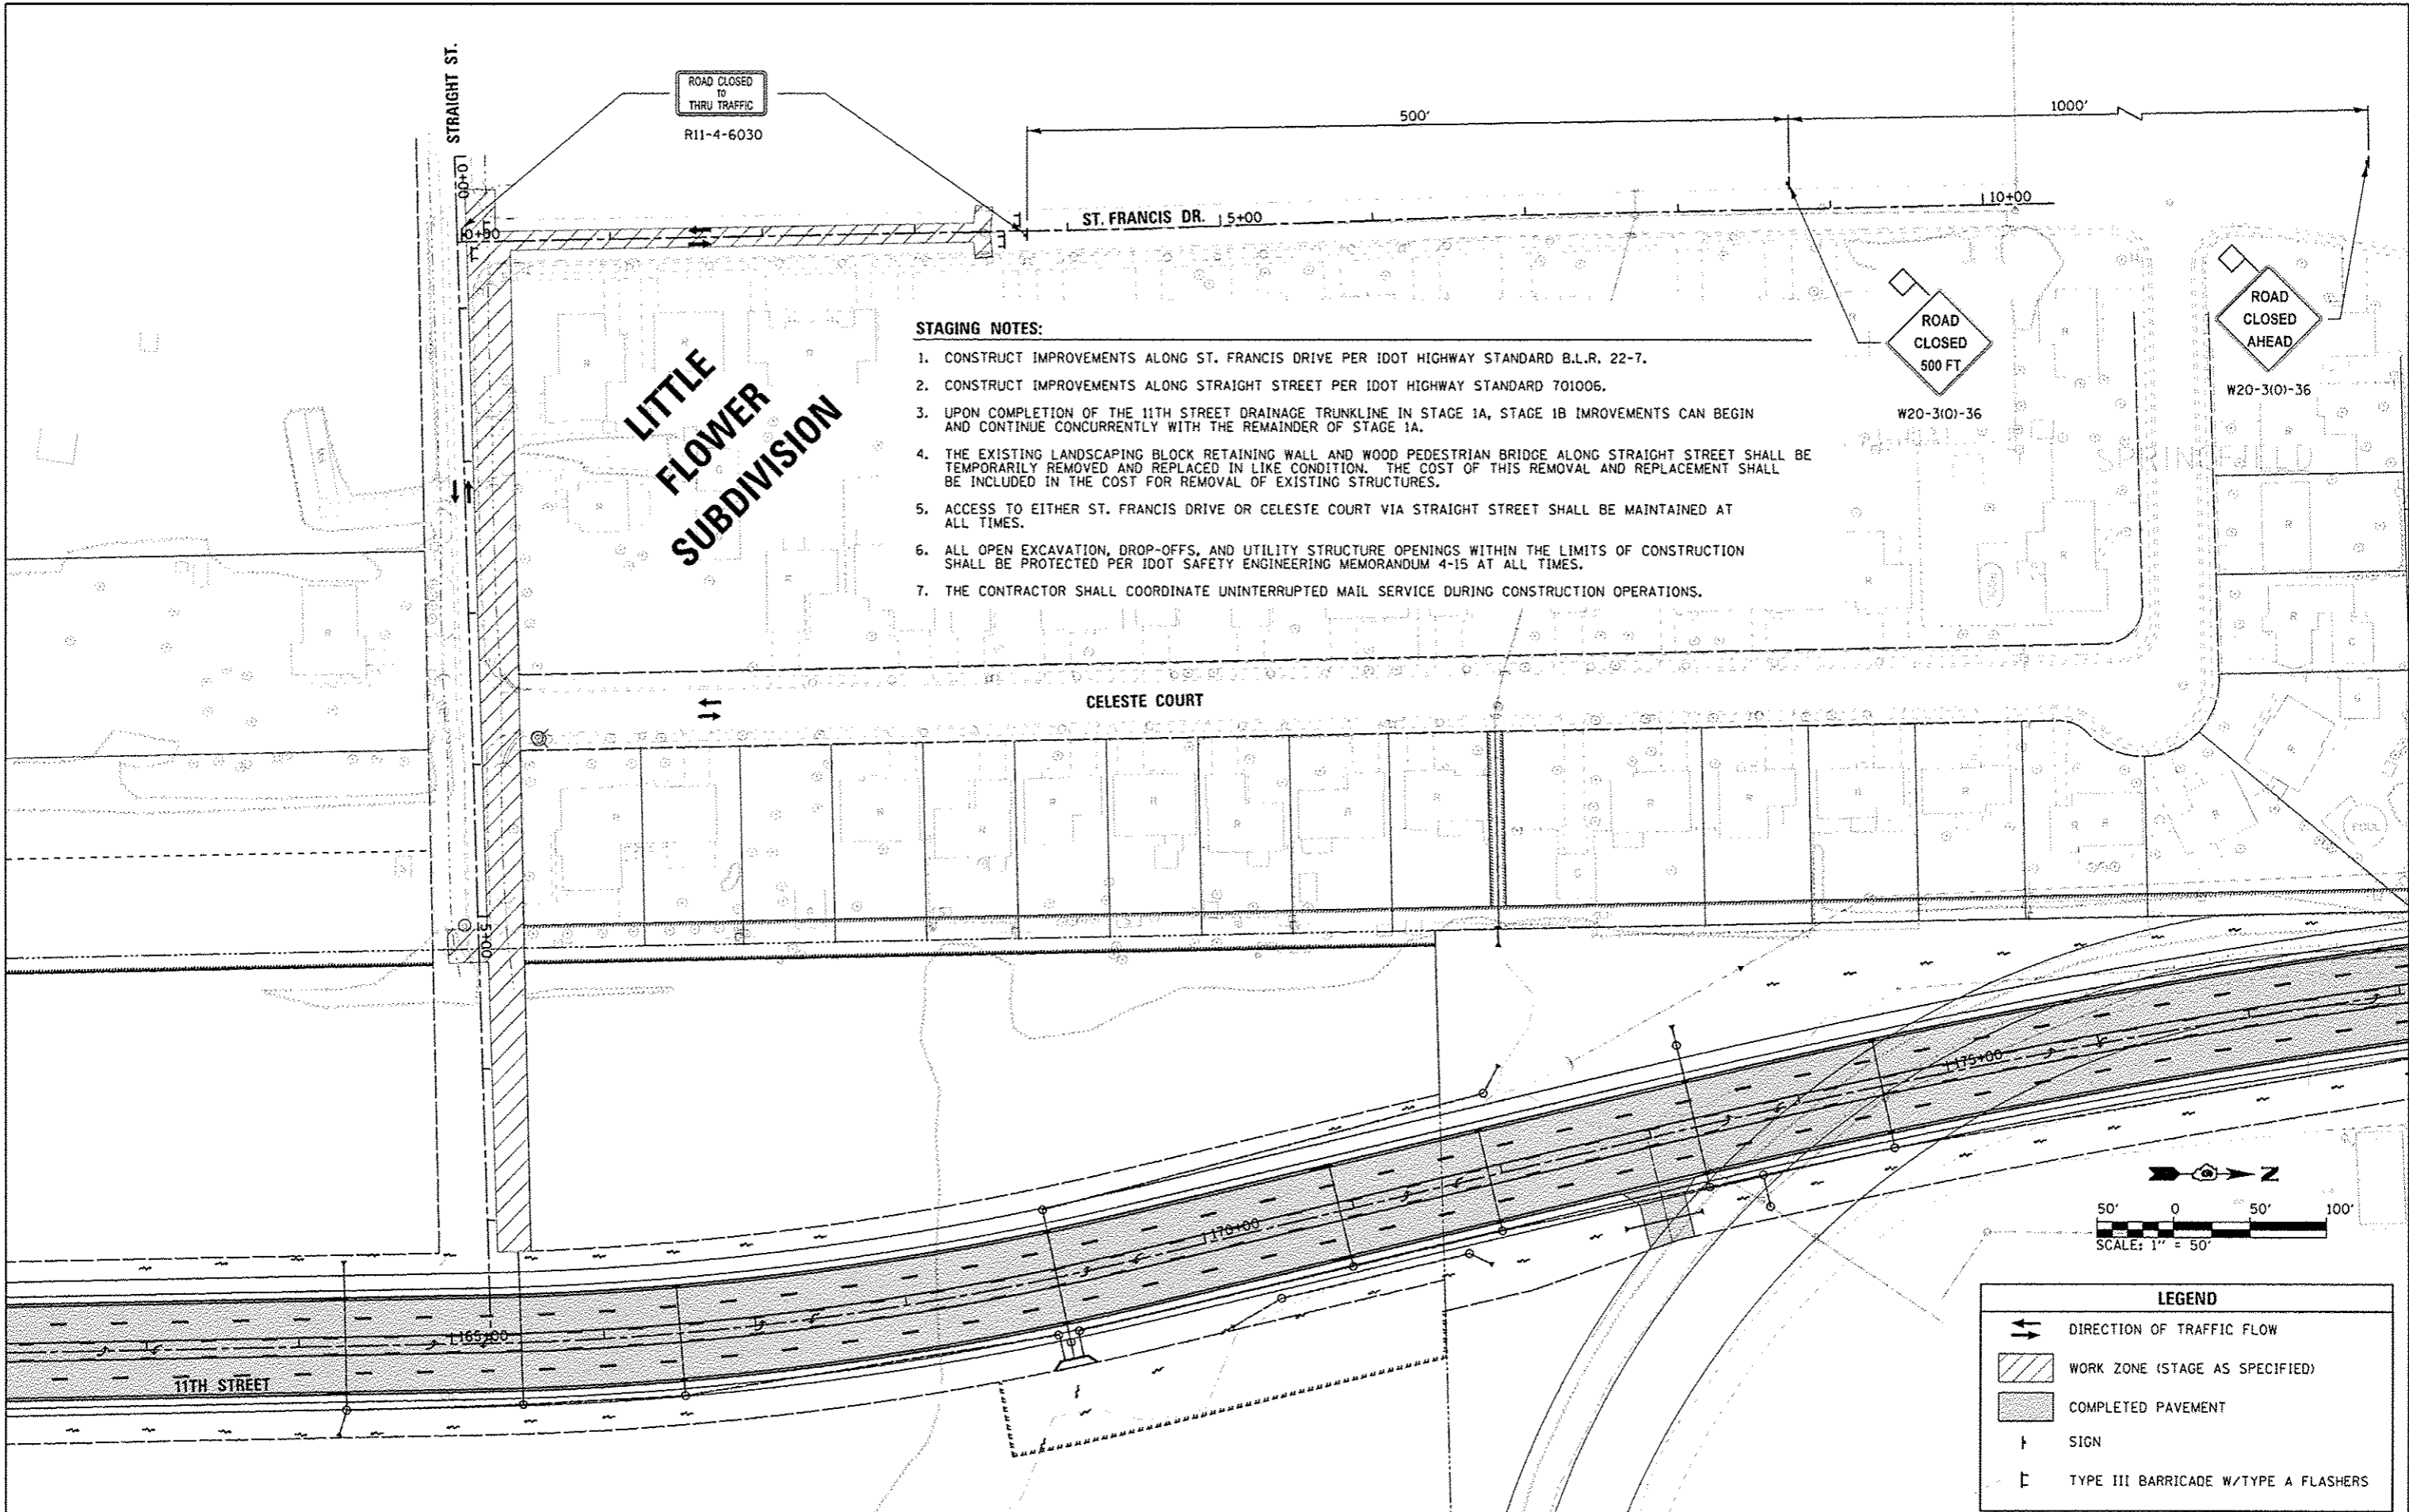 STRAIGHT ST.
0+00
ROAD CLOSED
TO
THRU TRAFFIC
R11-4-6030
500'
1000'
0+00
ST. FRANCIS DR.
5+00
10+00
ROAD
CLOSED
500 FT
W20-3(0)-36
ROAD
CLOSED
AHEAD
W20-3(0)-36
LITTLE
FLOWER
SUBDIVISION
STAGING NOTES:
1. CONSTRUCT IMPROVEMENTS ALONG ST. FRANCIS DRIVE PER IDOT HIGHWAY STANDARD B.L.R. 22-7.
2. CONSTRUCT IMPROVEMENTS ALONG STRAIGHT STREET PER IDOT HIGHWAY STANDARD 701006.
3. UPON COMPLETION OF THE 11TH STREET DRAINAGE TRUNKLINE IN STAGE 1A, STAGE 1B IMROVEMENTS CAN BEGIN
AND CONTINUE CONCURRENTLY WITH THE REMAINDER OF STAGE 1A.
4. THE EXISTING LANDSCAPING BLOCK RETAINING WALL AND WOOD PEDESTRIAN BRIDGE ALONG STRAIGHT STREET SHALL BE
TEMPORARILY REMOVED AND REPLACED IN LIKE CONDITION. THE COST OF THIS REMOVAL AND REPLACEMENT SHALL
BE INCLUDED IN THE COST FOR REMOVAL OF EXISTING STRUCTURES.
5. ACCESS TO EITHER ST. FRANCIS DRIVE OR CELESTE COURT VIA STRAIGHT STREET SHALL BE MAINTAINED AT
ALL TIMES.
6. ALL OPEN EXCAVATION, DROP-OFFS, AND UTILITY STRUCTURE OPENINGS WITHIN THE LIMITS OF CONSTRUCTION
SHALL BE PROTECTED PER IDOT SAFETY ENGINEERING MEMORANDUM 4-15 AT ALL TIMES.
7. THE CONTRACTOR SHALL COORDINATE UNINTERRUPTED MAIL SERVICE DURING CONSTRUCTION OPERATIONS.
SPRINGFIELD
CELESTE COURT
POOL
5+00
175+00
170+00
165+00
11TH STREET
Z
50' 0 50' 100'
SCALE: 1" = 50'
LEGEND
DIRECTION OF TRAFFIC FLOW
WORK ZONE (STAGE AS SPECIFIED)
COMPLETED PAVEMENT
SIGN
TYPE III BARRICADE W/TYPE A FLASHERS